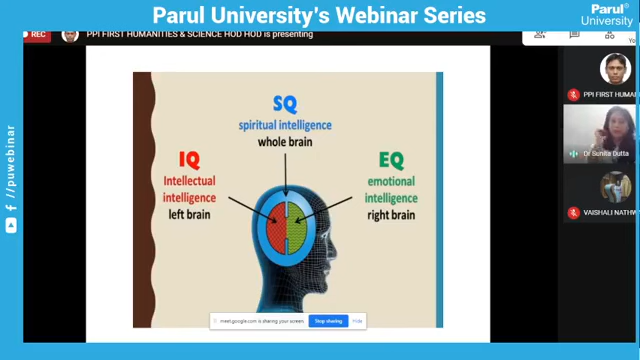 Parul University's Webinar Series
Parul®
University
REC
PPI FIRST HUMANITIES & SCIENCE HOD HOD is presenting
Yo
SQ
spiritual intelligence
whole brain
IQ
Intellectual
intelligence
left brain
EQ
emotional
intelligence
right brain
meet.google.com is sharing your screen.
Stop sharing
Hide
PPI FIRST HUM
Dr Sunita Dutta
VAISHALI NATHW
/puwebinar